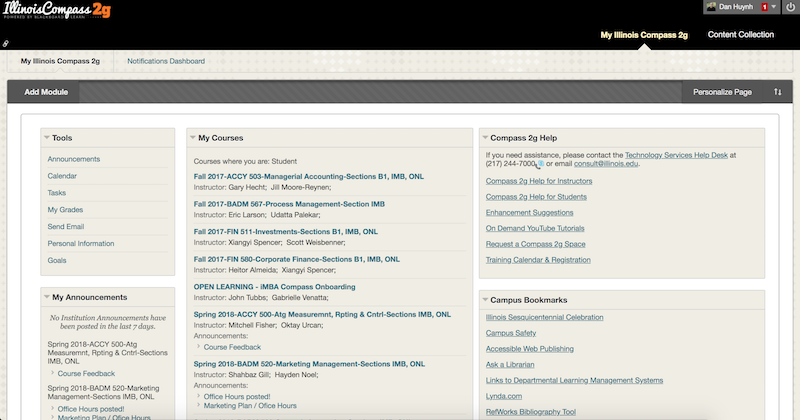 IllinoisCompass 2g
POWERED BY BLACKBOARD LEARN
Dan Huynh 1
My Illinois Compass 2g
Content Collection
My Illinois Compass 2g
Notifications Dashboard
Add Module
Personalize Page
Tools
Announcements
Calendar
Tasks
My Grades
Send Email
Personal Information
Goals
My Announcements
No Institution Announcements have
been posted in the last 7 days.
Spring 2018-ACCY 500-Atg
Measuremnt, Rpting & Cntrl-Sections
IMB, ONL
Course Feedback
Spring 2018-BADM 520-Marketing
Management-Sections IMB, ONL
Office Hours posted!
Marketing Plan / Office Hours
My Courses
Courses where you are: Student
Fall 2017-ACCY 503-Managerial Accounting-Sections B1, IMB, ONL
Instructor: Gary Hecht; Jill Moore-Reynen;
Fall 2017-BADM 567-Process Management-Section IMB
Instructor: Eric Larson; Udatta Palekar;
Fall 2017-FIN 511-Investments-Sections B1, IMB, ONL
Instructor: Xiangyi Spencer; Scott Weisbenner;
Fall 2017-FIN 580-Corporate Finance-Sections B1, IMB, ONL
Instructor: Heitor Almeida; Xiangyi Spencer;
OPEN LEARNING - iMBA Compass Onboarding
Instructor: John Tubbs; Gabrielle Venatta;
Spring 2018-ACCY 500-Atg Measuremnt, Rpting & Cntrl-Sections IMB, ONL
Instructor: Mitchell Fisher; Oktay Urcan;
Announcements:
Course Feedback
Spring 2018-BADM 520-Marketing Management-Sections IMB, ONL
Instructor: Shahbaz Gill; Hayden Noel;
Announcements:
Office Hours posted!
Marketing Plan / Office Hours
Compass 2g Help
If you need assistance, please contact the Technology Services Help Desk at
(217) 244-7000 or email consult@illinois.edu.
Compass 2g Help for Instructors
Compass 2g Help for Students
Enhancement Suggestions
On Demand YouTube Tutorials
Request a Compass 2g Space
Training Calendar & Registration
Campus Bookmarks
Illinois Sesquicentennial Celebration
Campus Safety
Accessible Web Publishing
Ask a Librarian
Links to Departmental Learning Management Systems
Lynda.com
RefWorks Bibliography Tool